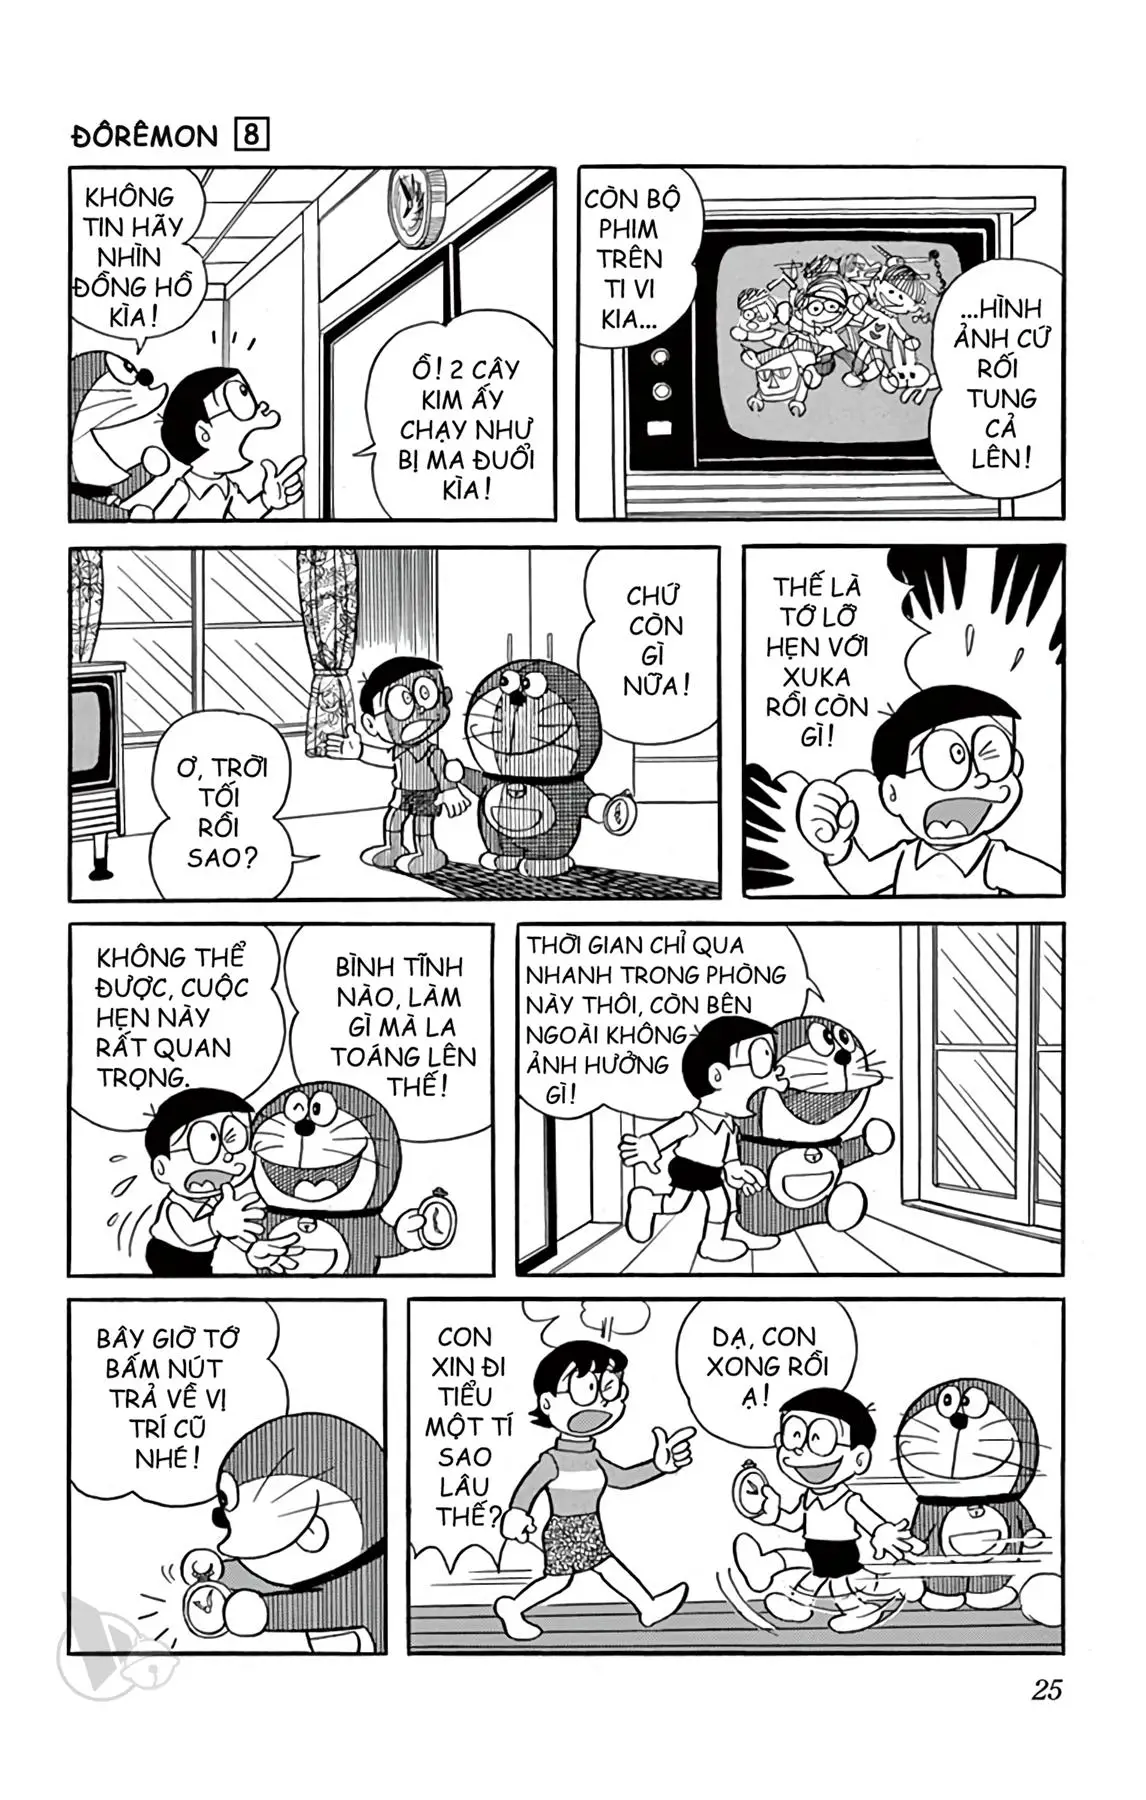 ĐÔRÊMON 8
KHÔNG
TIN HÃY
NHÌN
ĐỒNG HỒ
KÌA!
Ồ! 2 CÂY
KIM ẤY
CHẠY NHƯ
BỊ MA ĐUỔI
KÌA!
CÒN BỘ
PHIM
TRÊN
TI VI
KIA...
...HÌNH
ẢNH CỨ
RỐI
TUNG
CẢ
LÊN!
Ơ, TRỜI
TỐI
RỒI
SAO?
CHỨ
CÒN
GÌ
NỮA!
THẾ LÀ
TỚ LỠ
HẸN VỚI
XUKA
RỒI CÒN
GÌ!
KHÔNG THỂ
ĐƯỢC, CUỘC
HẸN NÀY
RẤT QUAN
TRỌNG.
BÌNH TĨNH
NÀO, LÀM
GÌ MÀ LA
TOÁNG LÊN
THẾ!
THỜI GIAN CHỈ QUA
NHANH TRONG PHÒNG
NÀY THÔI, CÒN BÊN
NGOÀI KHÔNG
ẢNH HƯỞNG
GÌ!
BÂY GIỜ TỚ
BẤM NÚT
TRẢ VỀ VỊ
TRÍ CŨ
NHÉ!
CON
XIN ĐI
TIỂU
MỘT TÍ
SAO
LÂU
THẾ?
DẠ, CON
XONG RỒI
Ạ!
25